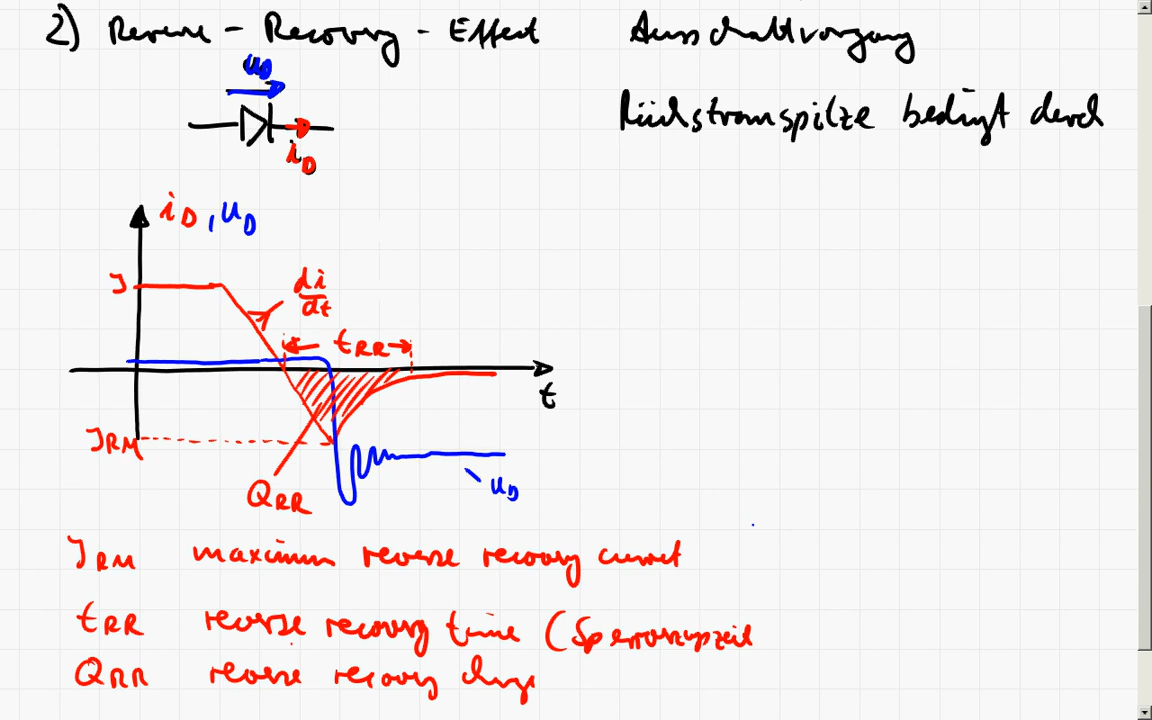 2) Reverse - Recovery - Effect Ausschaltvorgang
Rückstromspitze bedingt durch
uD
iD
iD, uD
I
di
dt
tRR
t
IRM
QRR
uD
IRM maximum reverse recovery current
tRR reverse recovery time (Sperrverzugszeit
QRR reverse recovery charge